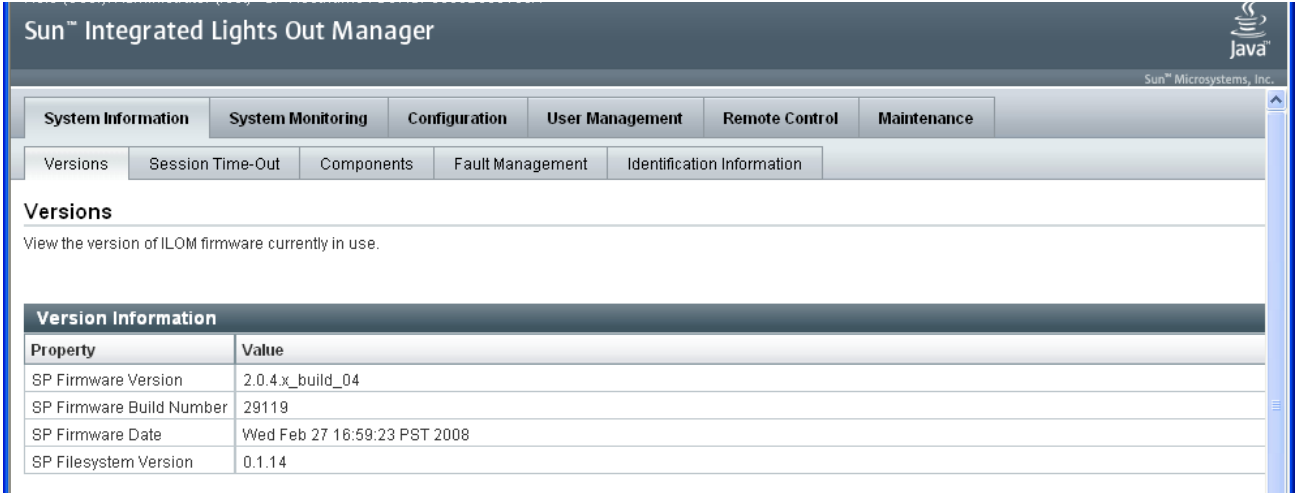 Sun™ Integrated Lights Out Manager
Java™
Sun™ Microsystems, Inc.
System Information System Monitoring Configuration User Management Remote Control Maintenance
Versions Session Time-Out Components Fault Management Identification Information
Versions
View the version of ILOM firmware currently in use.
Version Information
Property Value
SP Firmware Version 2.0.4.x_build_04
SP Firmware Build Number 29119
SP Firmware Date Wed Feb 27 16:59:23 PST 2008
SP Filesystem Version 0.1.14